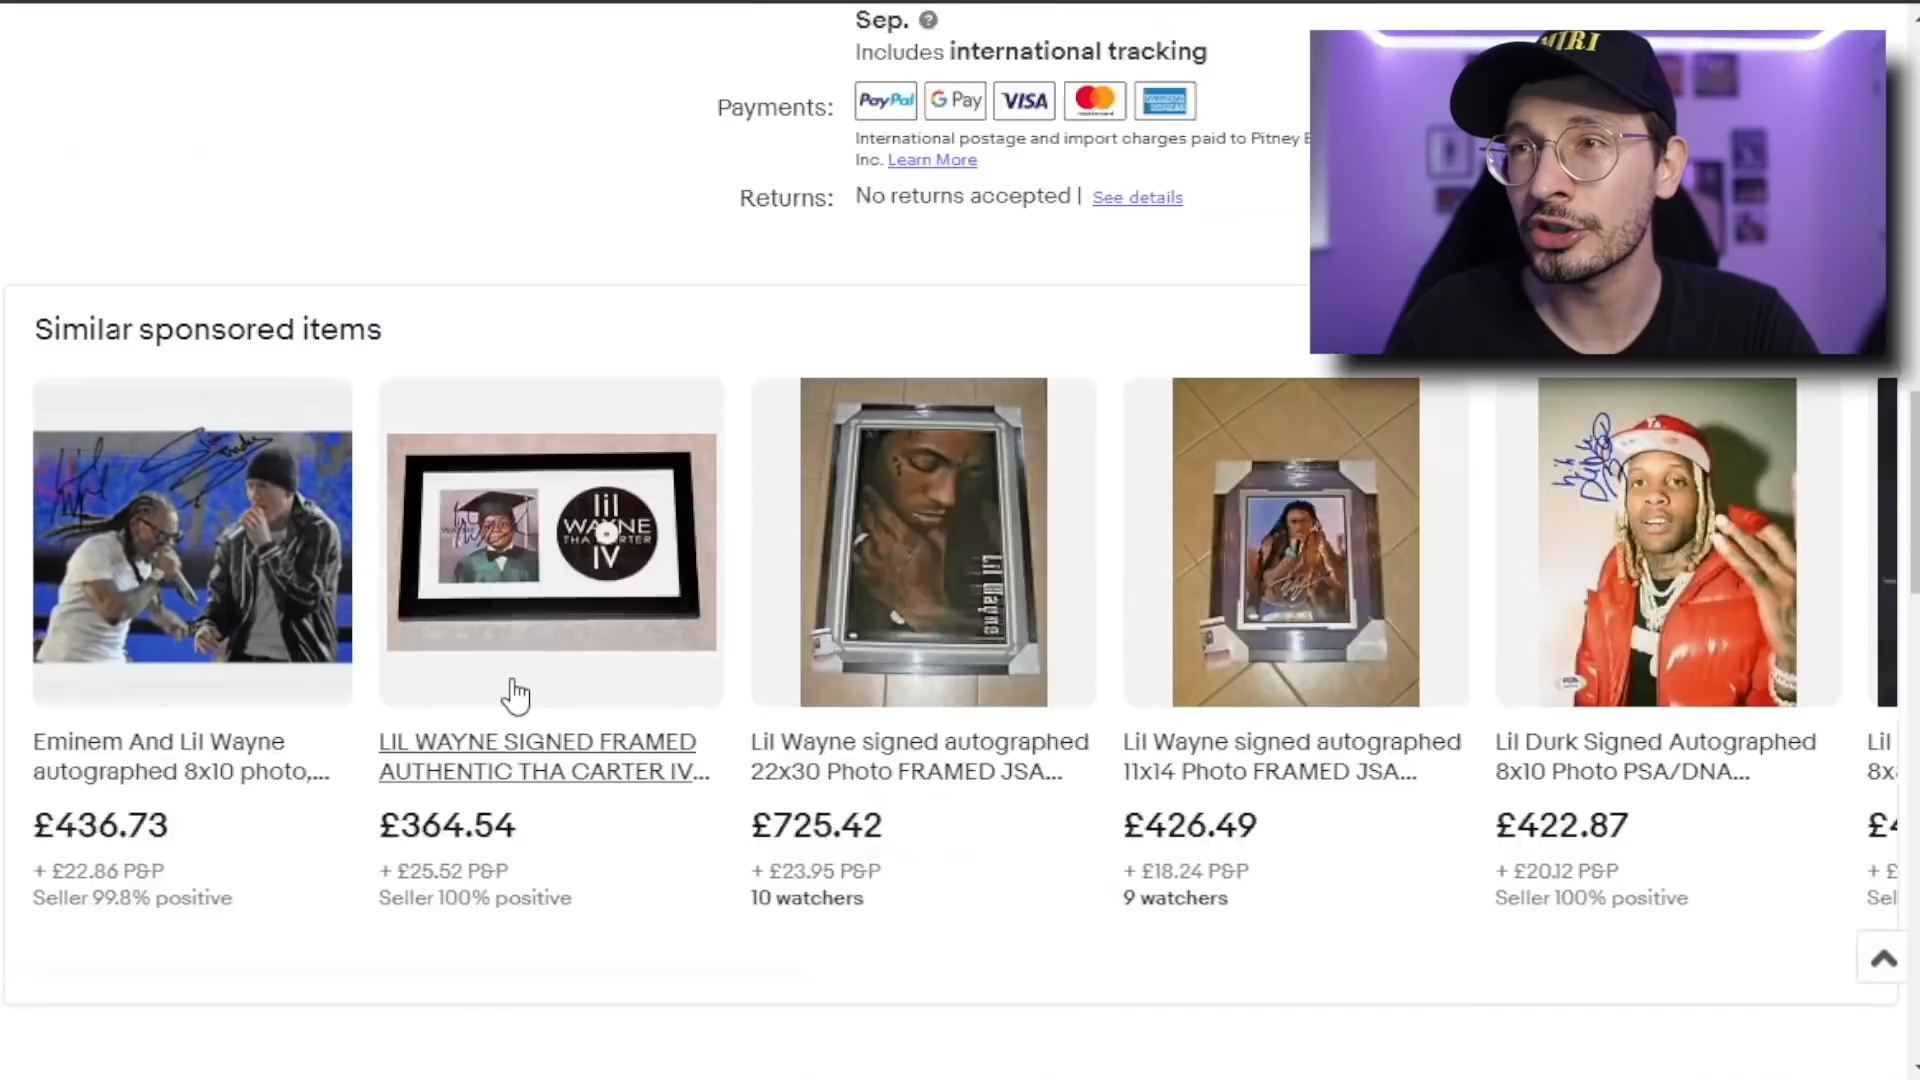 Sep.
Includes international tracking
Payments:
PayPal
G Pay
VISA
International postage and import charges paid to Pitney
Inc. Learn More
Returns:
No returns accepted | See details
Similar sponsored items
lil
WAYNE
THA CARTER
IV
Lil Wayne
Eminem And Lil Wayne
autographed 8x10 photo,...
£436.73
+ £22.86 P&P
Seller 99.8% positive
LIL WAYNE SIGNED FRAMED
AUTHENTIC THA CARTER IV...
£364.54
+ £25.52 P&P
Seller 100% positive
Lil Wayne signed autographed
22x30 Photo FRAMED JSA...
£725.42
+ £23.95 P&P
10 watchers
Lil Wayne signed autographed
11x14 Photo FRAMED JSA...
£426.49
+ £18.24 P&P
9 watchers
Lil Durk Signed Autographed
8x10 Photo PSA/DNA...
£422.87
+ £20.12 P&P
Seller 100% positive
Lil